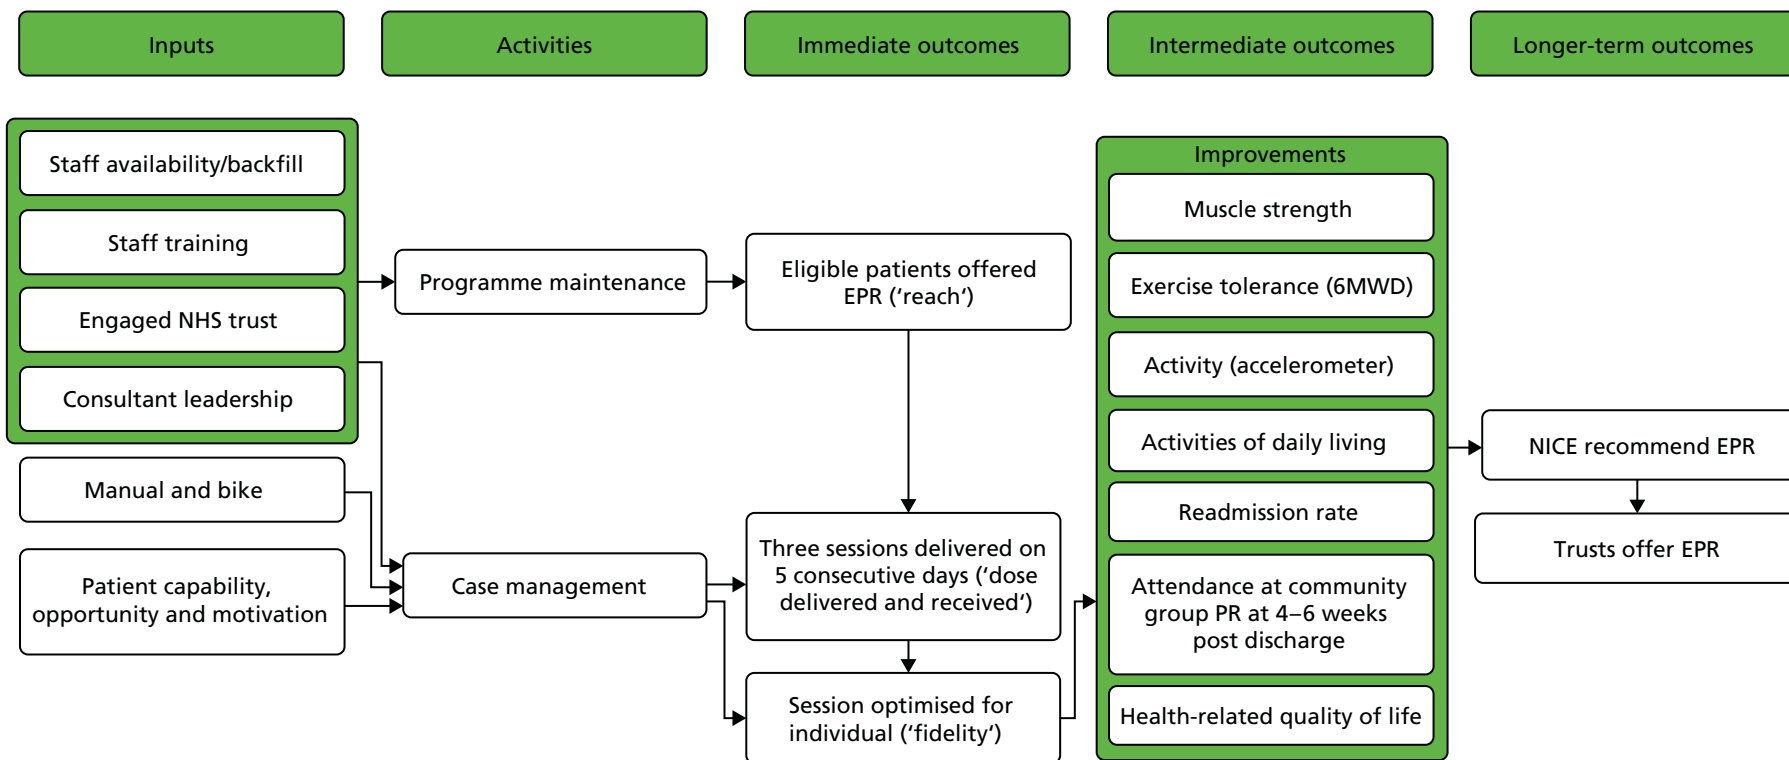 Inputs
Activities
Immediate outcomes
Intermediate outcomes
Longer-term outcomes
Staff availability/backfill
Staff training
Engaged NHS trust
Consultant leadership
Manual and bike
Patient capability,
opportunity and motivation
Programme maintenance
Case management
Eligible patients offered
EPR (‘reach‘)
Three sessions delivered on
5 consecutive days (‘dose
delivered and received‘)
Session optimised for
individual (‘fidelity‘)
Improvements
Muscle strength
Exercise tolerance (6MWD)
Activity (accelerometer)
Activities of daily living
Readmission rate
Attendance at community
group PR at 4–6 weeks
post discharge
Health-related quality of life
NICE recommend EPR
Trusts offer EPR